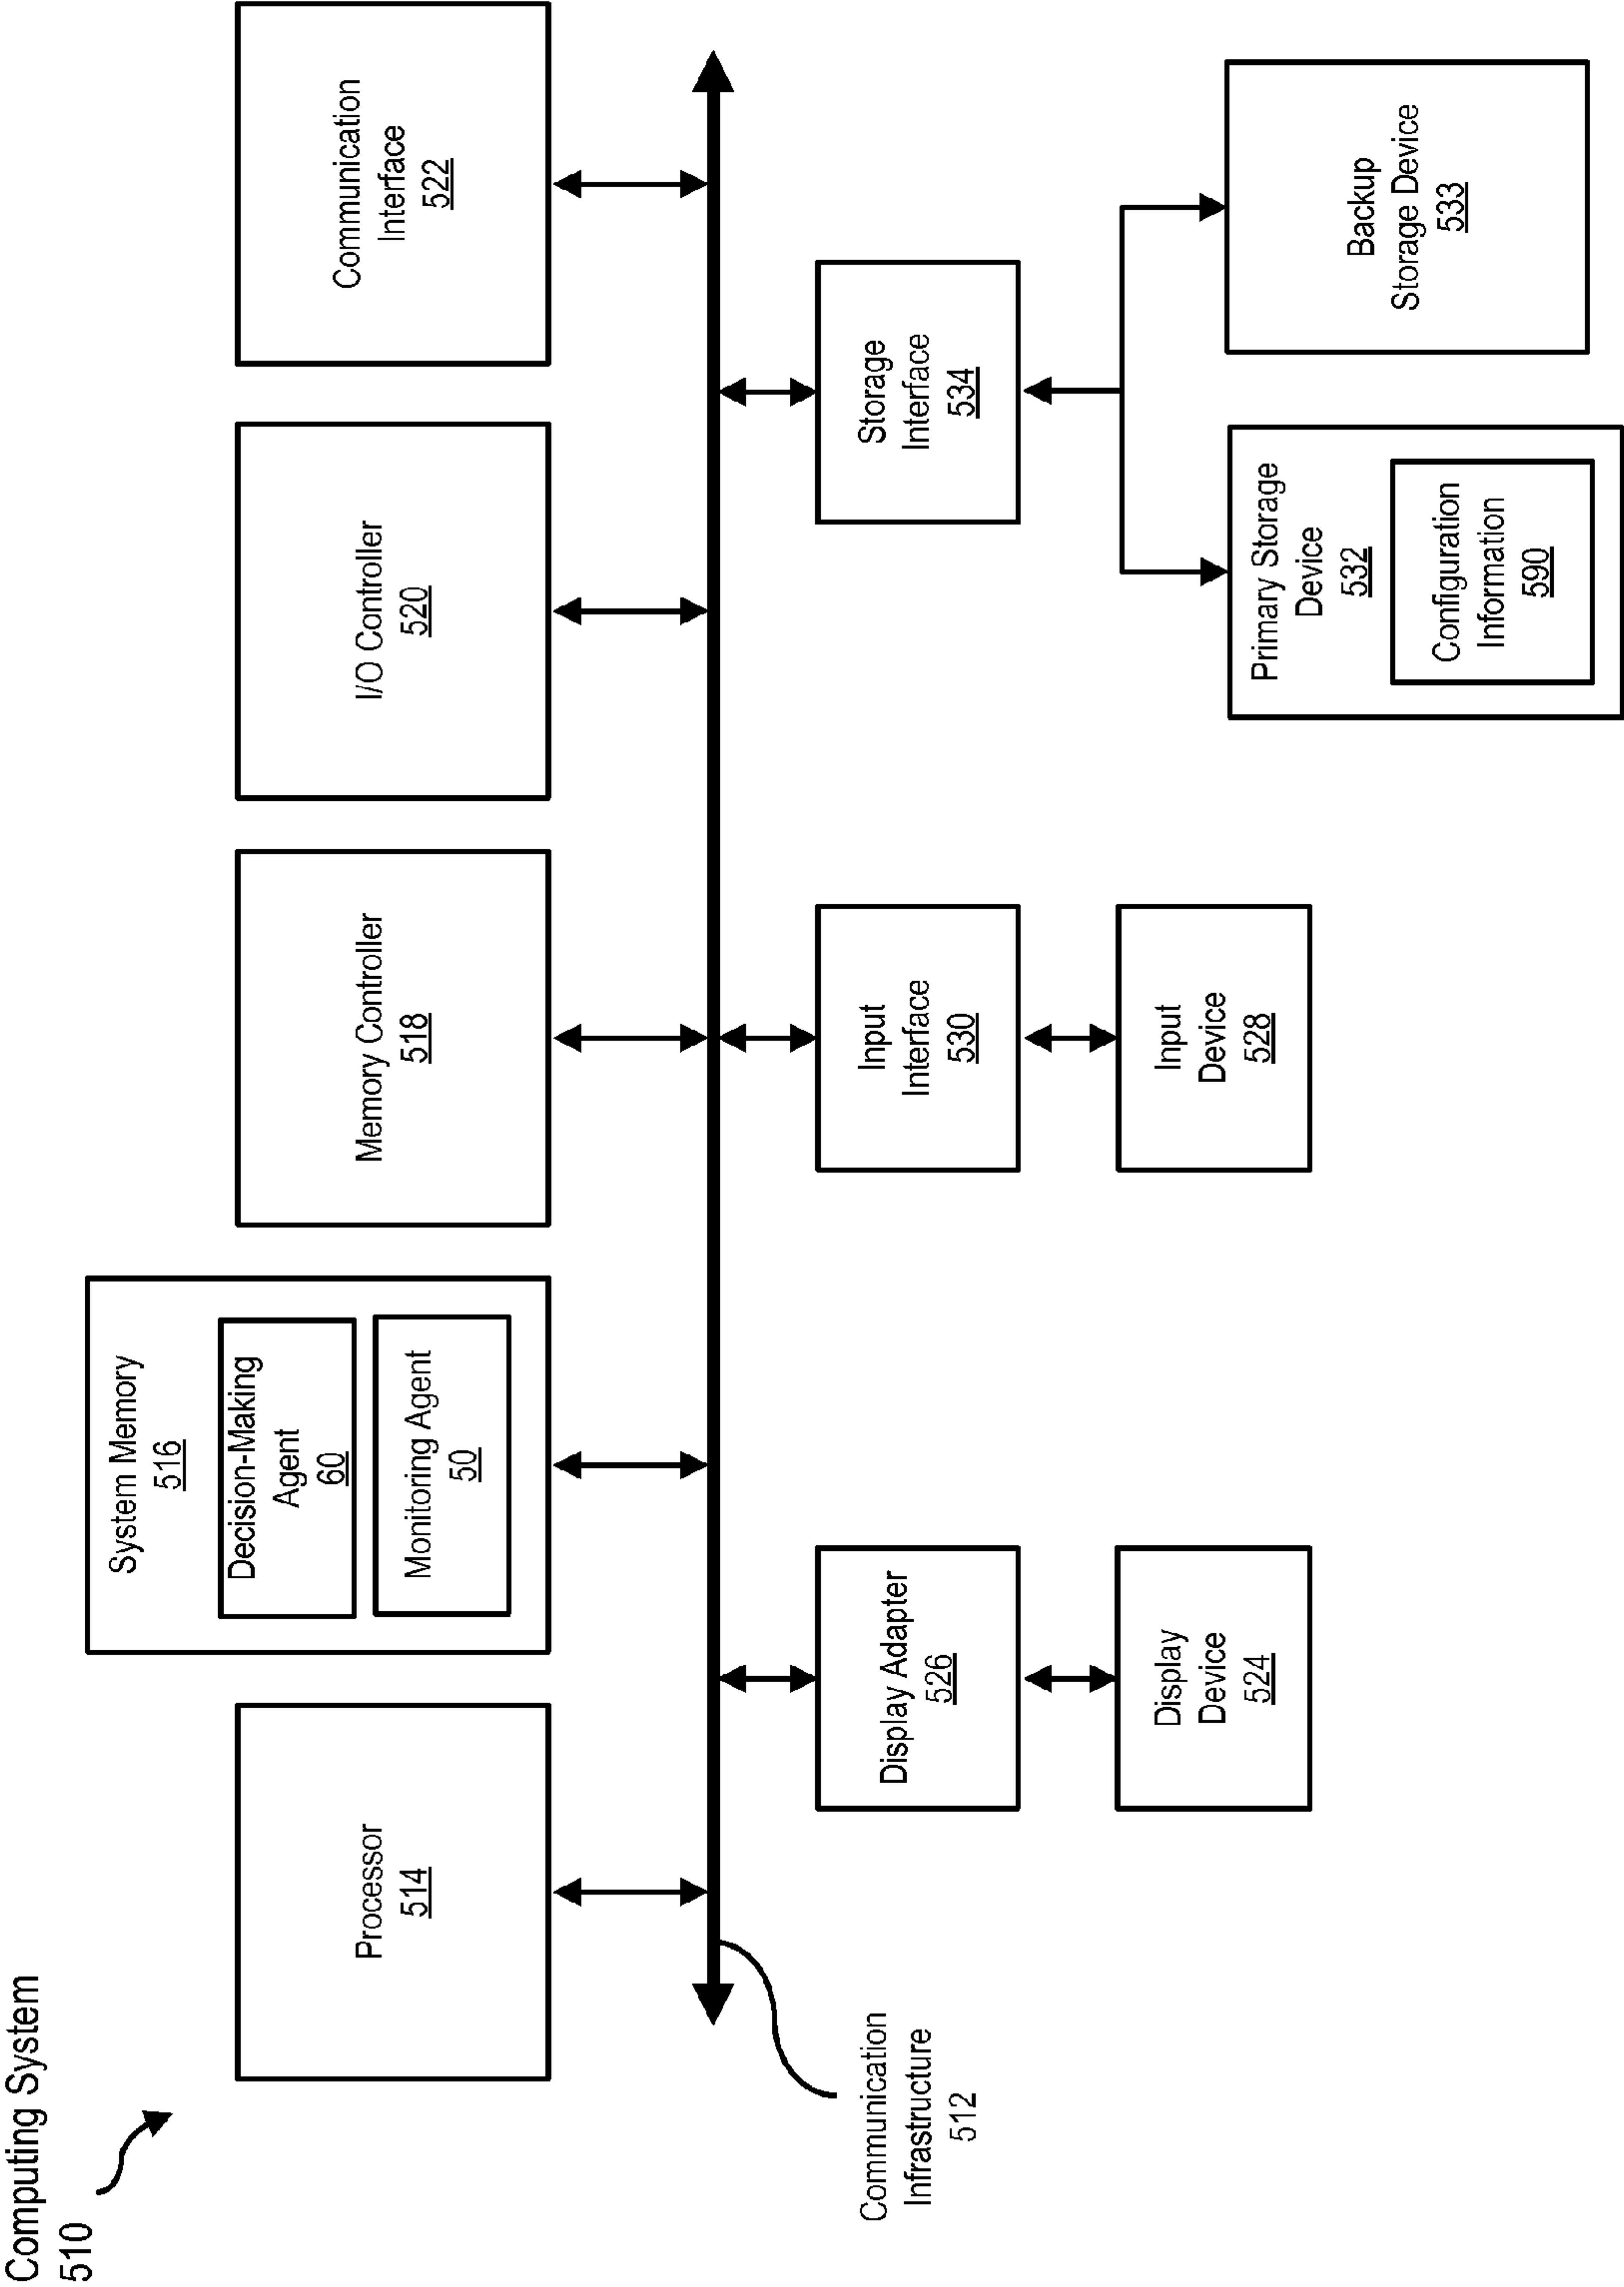 Computing System
510
Processor
514
System Memory
516
Decision-Making
Agent
60
Monitoring Agent
50
Memory Controller
518
I/O Controller
520
Communication
Interface
522
Communication
Infrastructure
512
Display Adapter
526
Input
Interface
530
Storage
Interface
534
Display
Device
524
Input
Device
528
Primary Storage
Device
532
Configuration
Information
590
Backup
Storage Device
533